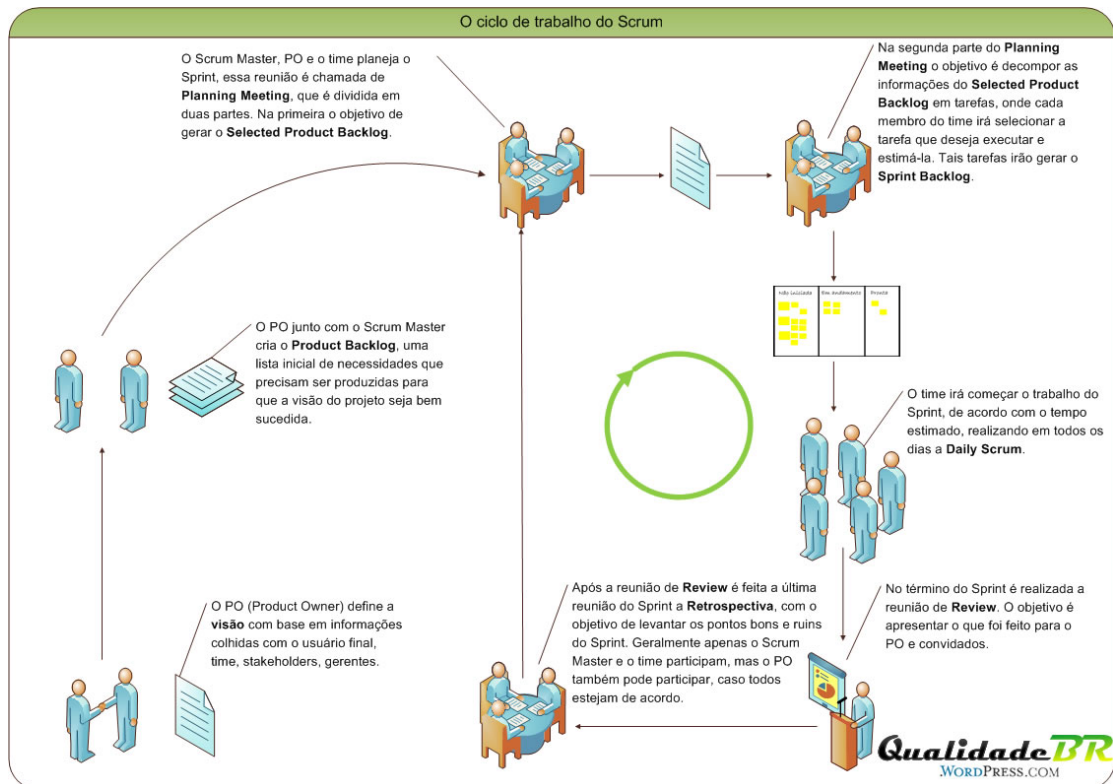 O ciclo de trabalho do Scrum
O Scrum Master, PO e o time planeja o
Sprint, essa reunião é chamada de
Planning Meeting, que é dividida em
duas partes. Na primeira o objetivo de
gerar o Selected Product Backlog.
Na segunda parte do Planning
Meeting o objetivo é decompor as
informações do Selected Product
Backlog em tarefas, onde cada
membro do time irá selecionar a
tarefa que deseja executar e
estimá-la. Tais tarefas irão gerar o
Sprint Backlog.
Não iniciado
Em andamento
Pronto
O PO junto com o Scrum Master
cria o Product Backlog, uma
lista inicial de necessidades que
precisam ser produzidas para
que a visão do projeto seja bem
sucedida.
O time irá começar o trabalho do
Sprint, de acordo com o tempo
estimado, realizando em todos os
dias a Daily Scrum.
O PO (Product Owner) define a
visão com base em informações
colhidas com o usuário final,
time, stakeholders, gerentes.
Após a reunião de Review é feita a última
reunião do Sprint a Retrospectiva, com o
objetivo de levantar os pontos bons e ruins
do Sprint. Geralmente apenas o Scrum
Master e o time participam, mas o PO
também pode participar, caso todos
estejam de acordo.
No término do Sprint é realizada a
reunião de Review. O objetivo é
apresentar o que foi feito para o
PO e convidados.
QualidadeBR
WORDPRESS.COM